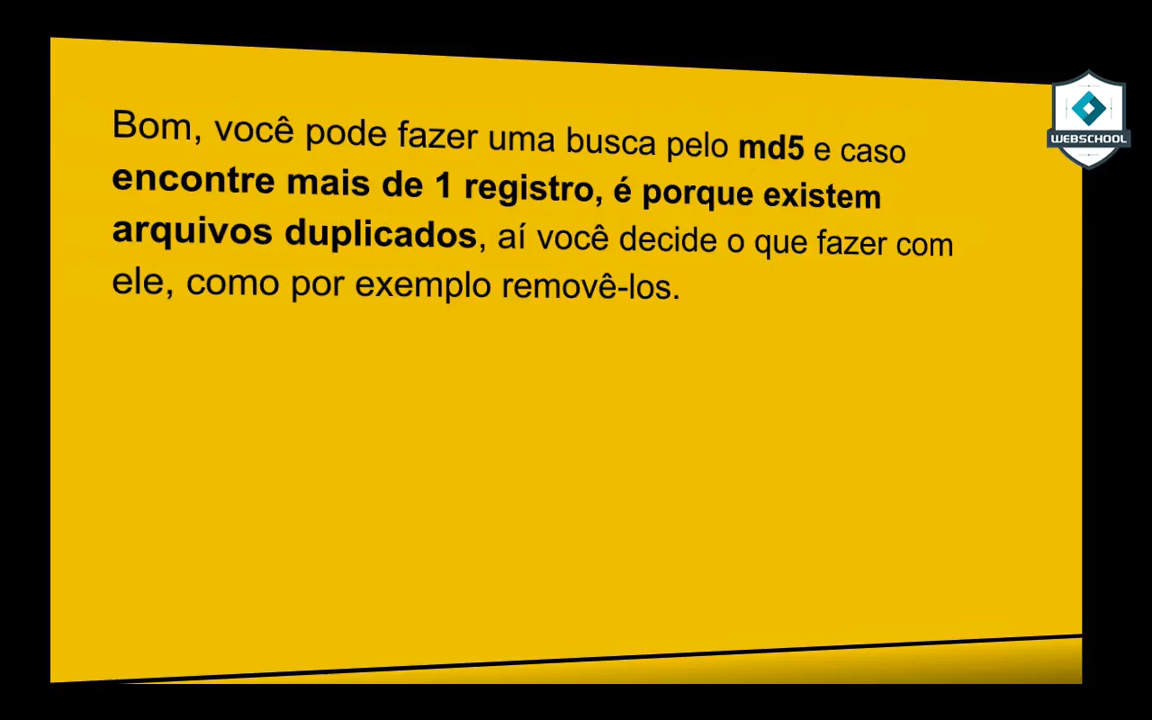 Bom, você pode fazer uma busca pelo md5 e caso
encontre mais de 1 registro, é porque existem
arquivos duplicados, aí você decide o que fazer com
ele, como por exemplo removê-los.
WEBSCHOOL